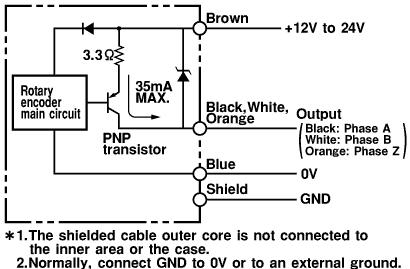 Brown
+12V to 24V
3.3Ω
35mA
MAX.
Rotary
encoder
main circuit
PNP
transistor
Black,White,
Orange
Output
(Black: Phase A
White: Phase B
Orange: Phase Z)
Blue
0V
Shield
GND
*1.The shielded cable outer core is not connected to
the inner area or the case.
2.Normally, connect GND to 0V or to an external ground.